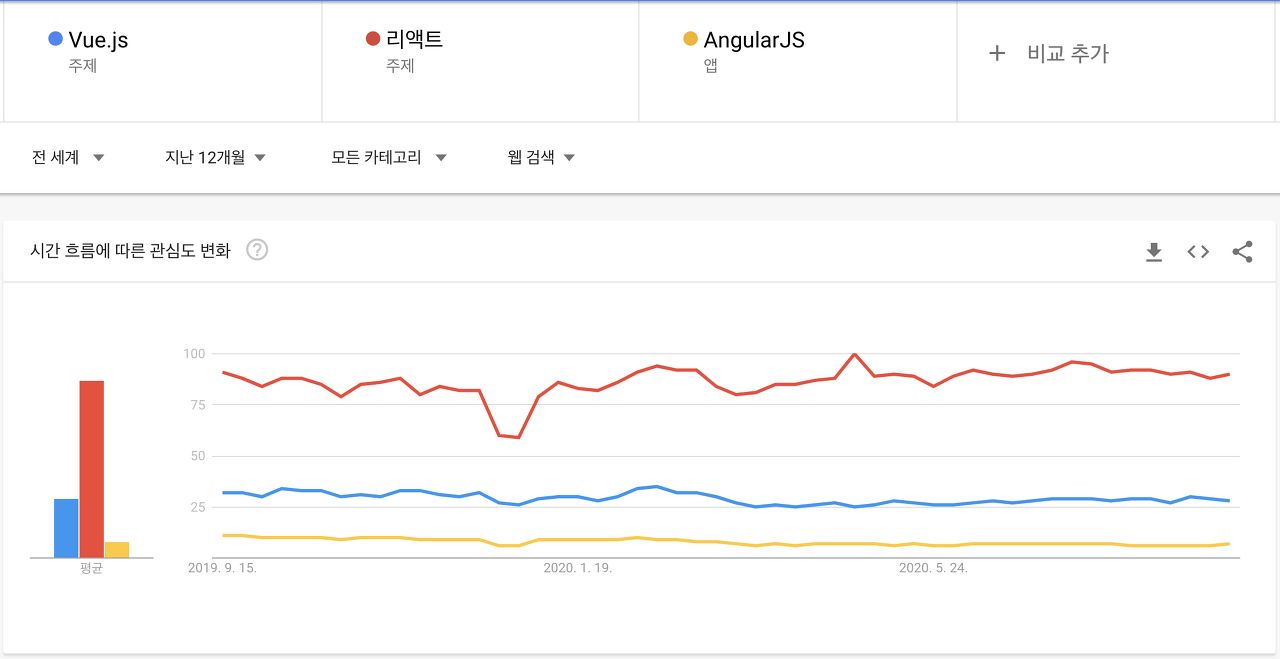 Vue.js
주제
리액트
주제
AngularJS
앱
+ 비교 추가
전 세계
지난 12개월
모든 카테고리
웹 검색
시간 흐름에 따른 관심도 변화 ?
100
75
50
25
평균
2019. 9. 15.
2020. 1. 19.
2020. 5. 24.